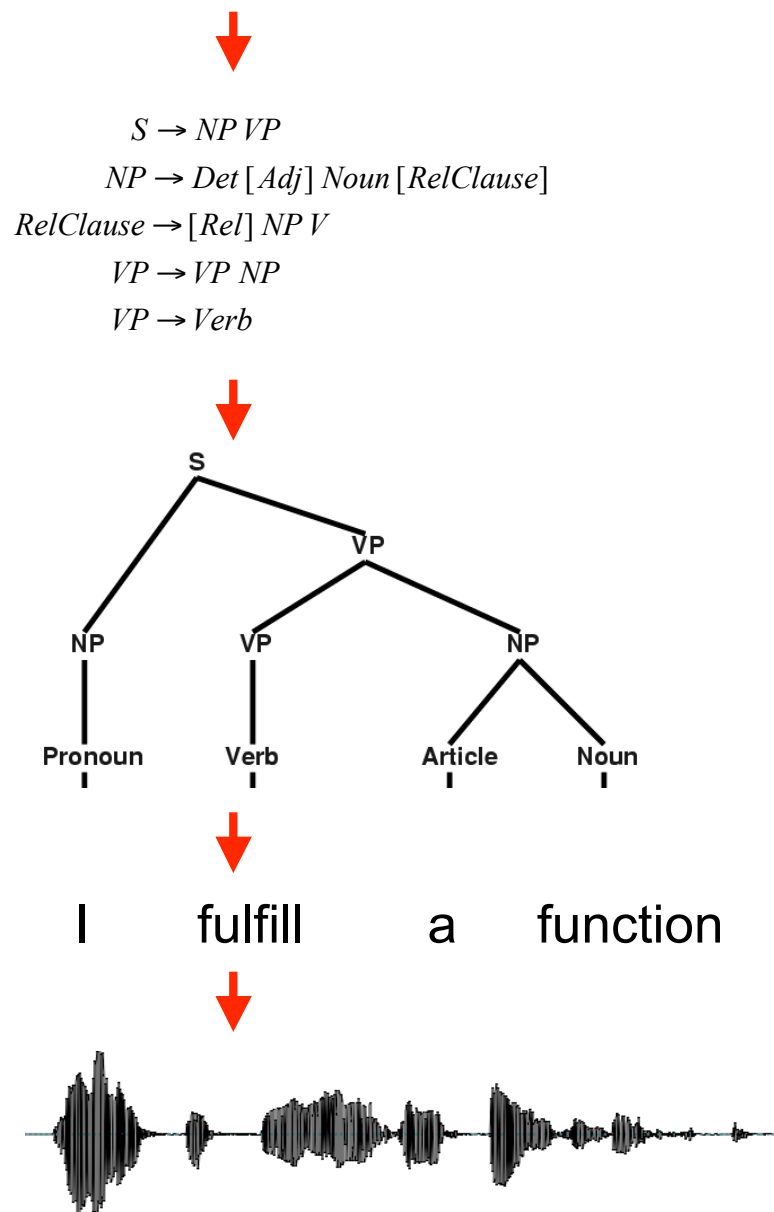 S → NP VP
NP → Det [Adj] Noun [RelClause]
RelClause → [Rel] NP V
VP → VP NP
VP → Verb
S
VP
NP VP NP
Pronoun Verb Article Noun
I fulfill a function